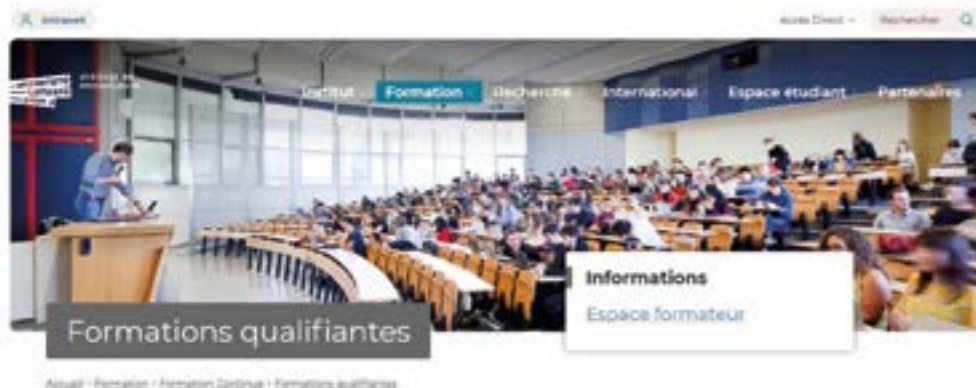 Intranet
Accès Direct
Rechercher
Institut Formation Recherche International Espace étudiant Partenaires
Informations
Espace formateur
Formations qualifiantes
Accueil • Formation • Formation Continue • Formations qualifiantes